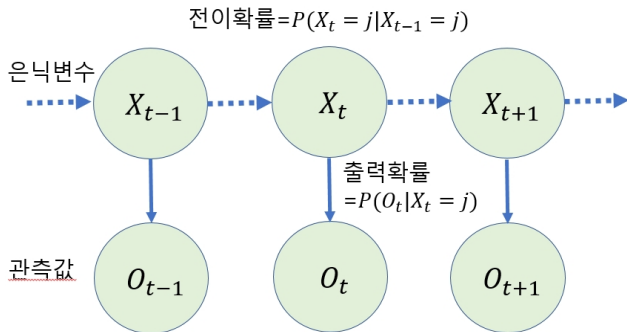 전이확률=P(X_t = j|X_{t-1} = j)
은닉변수
X_{t-1} X_t X_{t+1}
출력확률
=P(O_t|X_t = j)
관측값
O_{t-1} O_t O_{t+1}